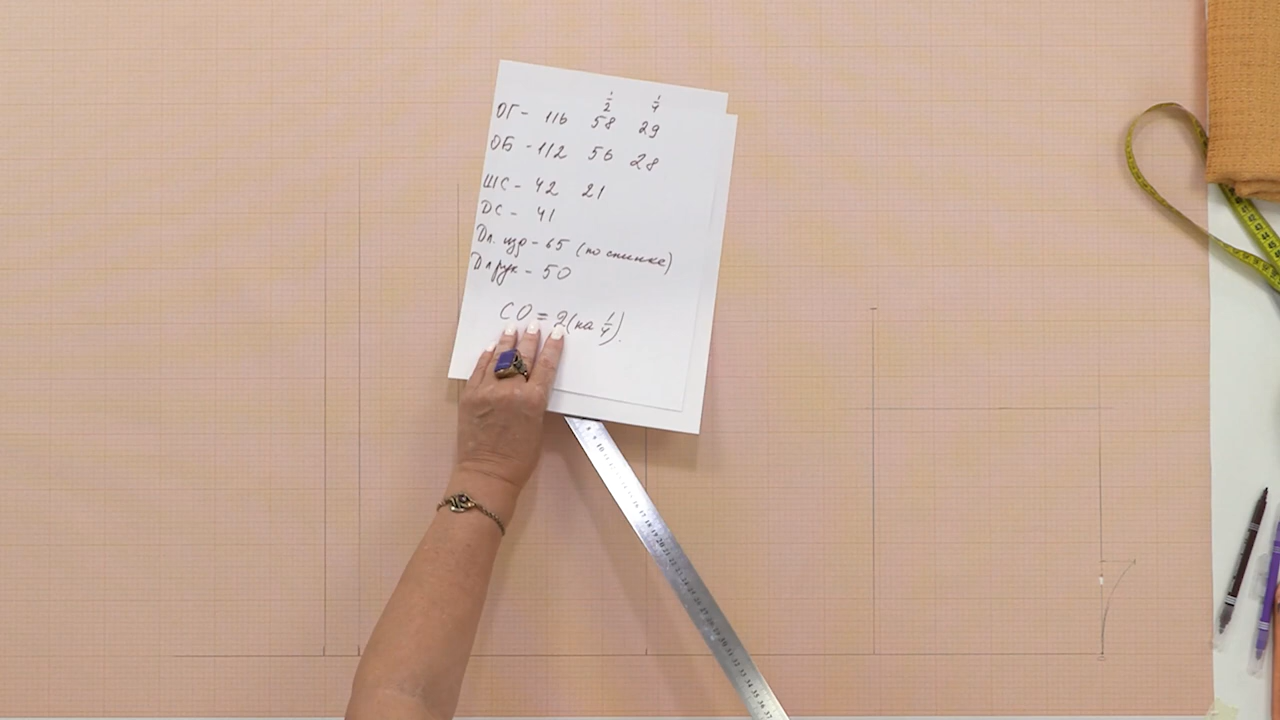 1/2 1/4
ОГ - 116 58 29
ОБ - 112 56 28
ШС - 42 21
ДС - 41
Дл. изд - 65 (по спинке)
Дл рук - 50
СО = 2 (на 1/4).